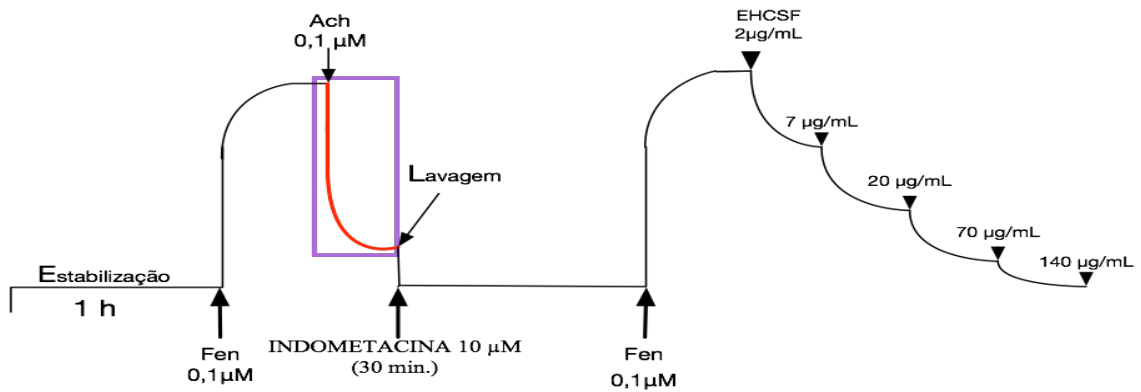 Ach
0,1 µM
EHCSF
2µg/mL
7 µg/mL
20 µg/mL
70 µg/mL
140 µg/mL
Lavagem
Estabilização
1 h
Fen
0,1µM
INDOMETACINA 10 µM
(30 min.)
Fen
0,1µM